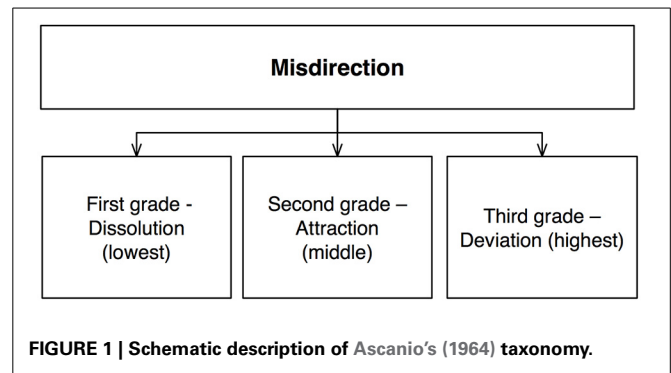 Misdirection
First grade -
Dissolution
(lowest)
Second grade –
Attraction
(middle)
Third grade –
Deviation (highest)
FIGURE 1 | Schematic description of Ascanio's (1964) taxonomy.